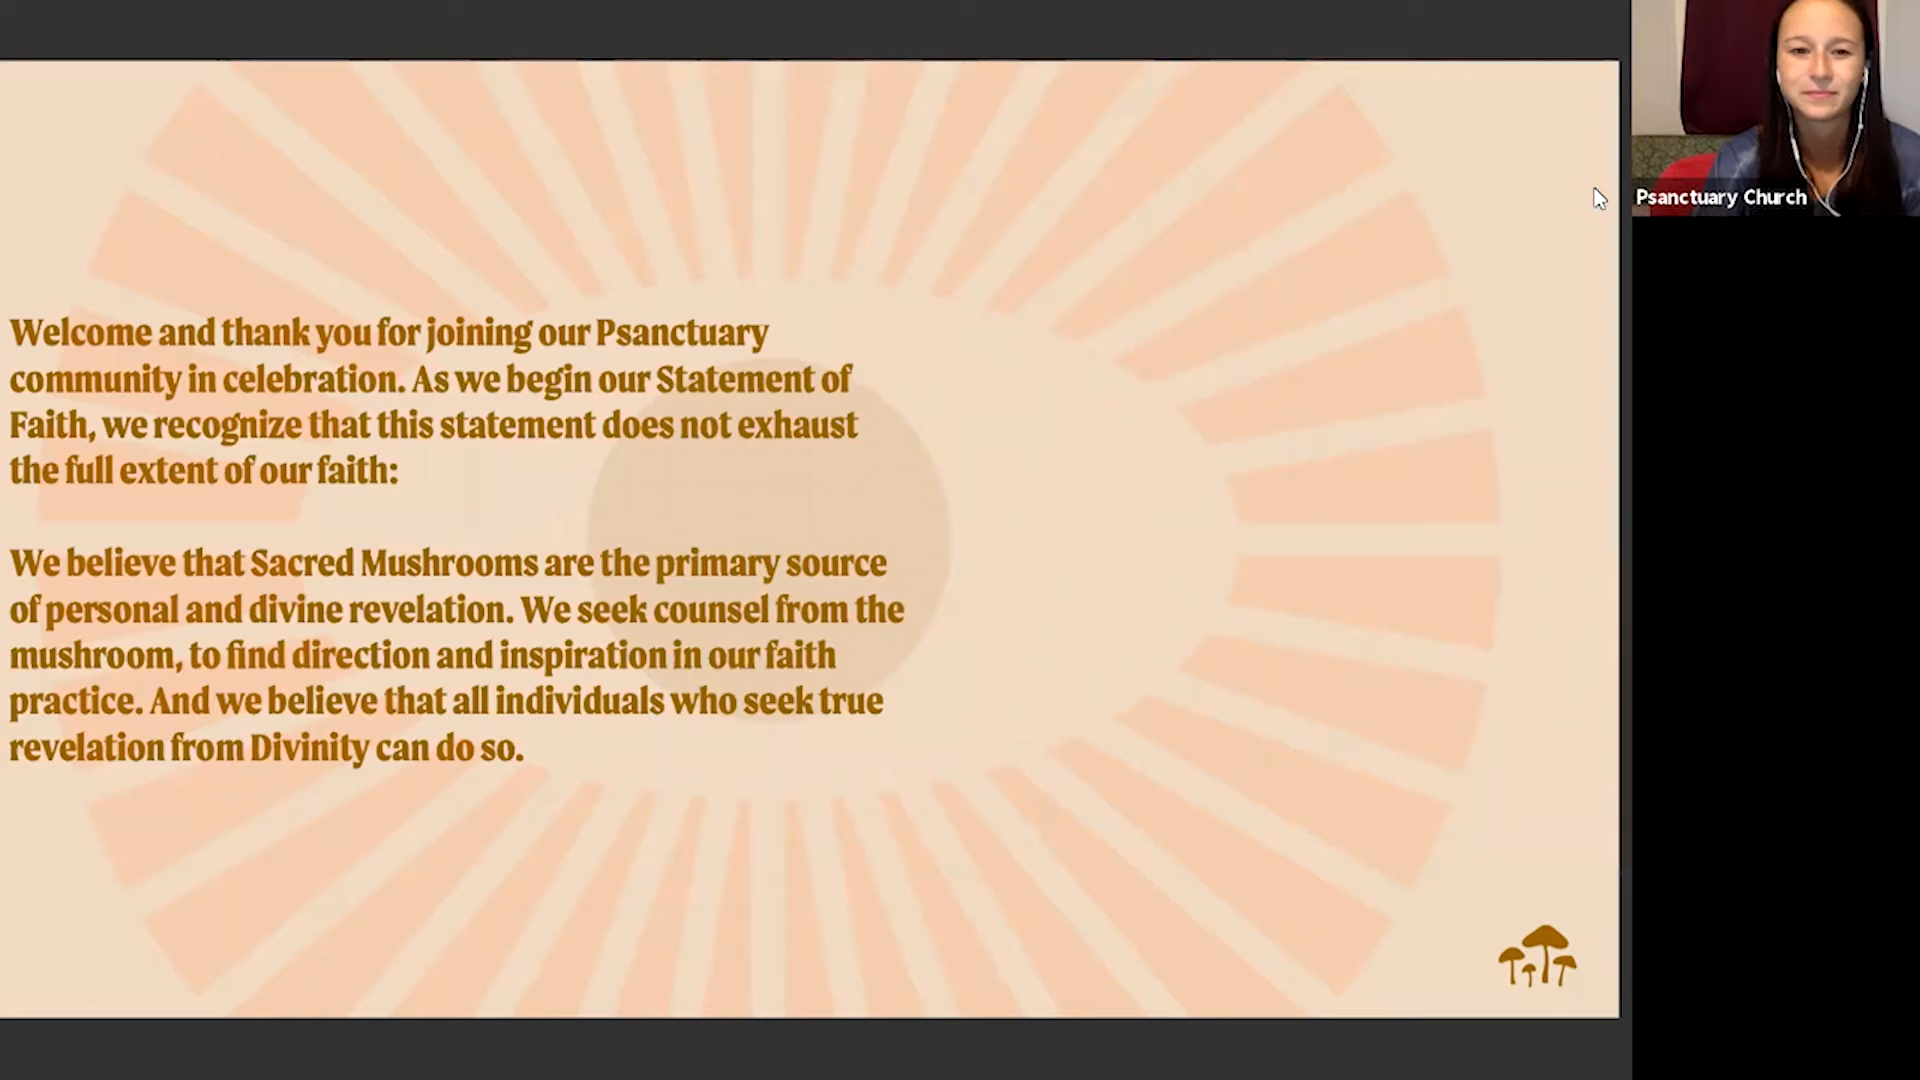 Welcome and thank you for joining our Psanctuary
community in celebration. As we begin our Statement of
Faith, we recognize that this statement does not exhaust
the full extent of our faith:
We believe that Sacred Mushrooms are the primary source
of personal and divine revelation. We seek counsel from the
mushroom, to find direction and inspiration in our faith
practice. And we believe that all individuals who seek true
revelation from Divinity can do so.
Psanctuary Church